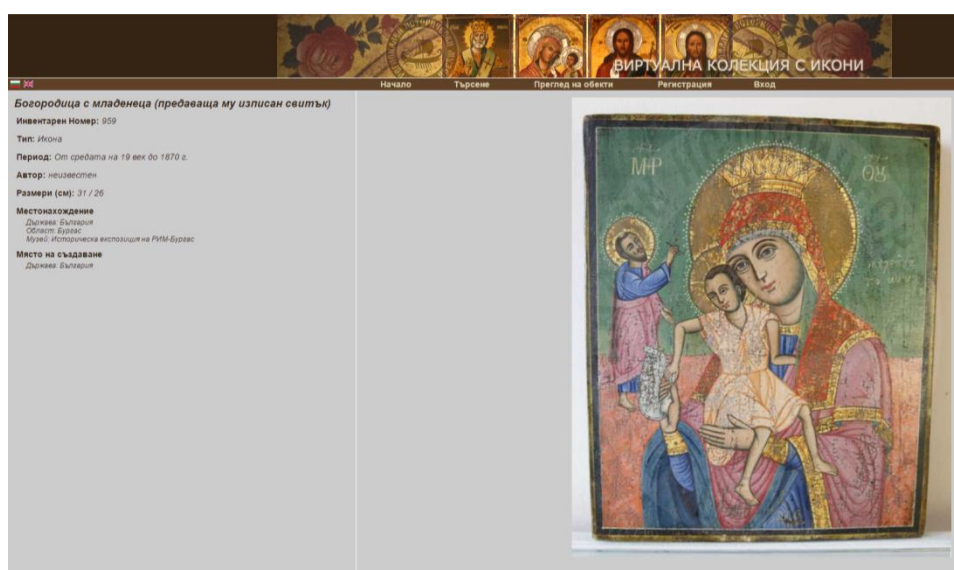 ВИРТУАЛНА КОЛЕКЦИЯ С ИКОНИ
Начало Търсене Преглед на обекти Регистрация Вход
Богородица с младенеца (предаваща му изписан свитък)
Инвентарен Номер: 959
Тип: Икона
Период: От средата на 19 век до 1870 г.
Автор: неизвестен
Размери (см): 31 / 26
Местонахождение
Държава: България
Област: Бургас
Музей: Историческа експозиция на РИМ-Бургас
Място на създаване
Държава: България
МР ΘΥ